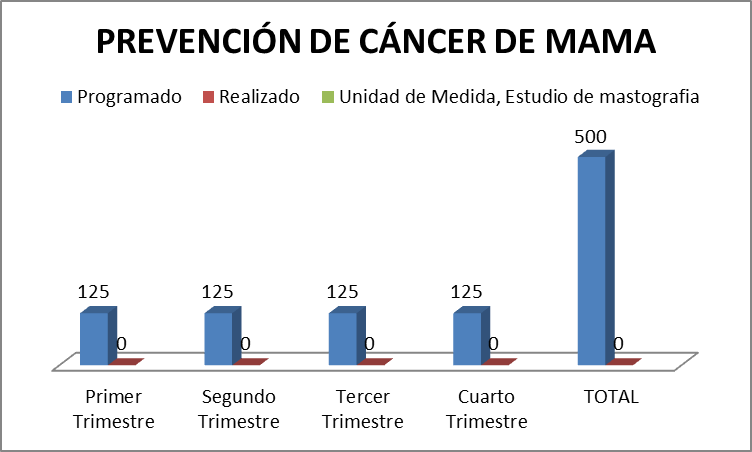 PREVENCIÓN DE CÁNCER DE MAMA
Programado Realizado Unidad de Medida, Estudio de mastografia
500
125 125 125 125
0 0 0 0 0
Primer Trimestre
Segundo Trimestre
Tercer Trimestre
Cuarto Trimestre
TOTAL